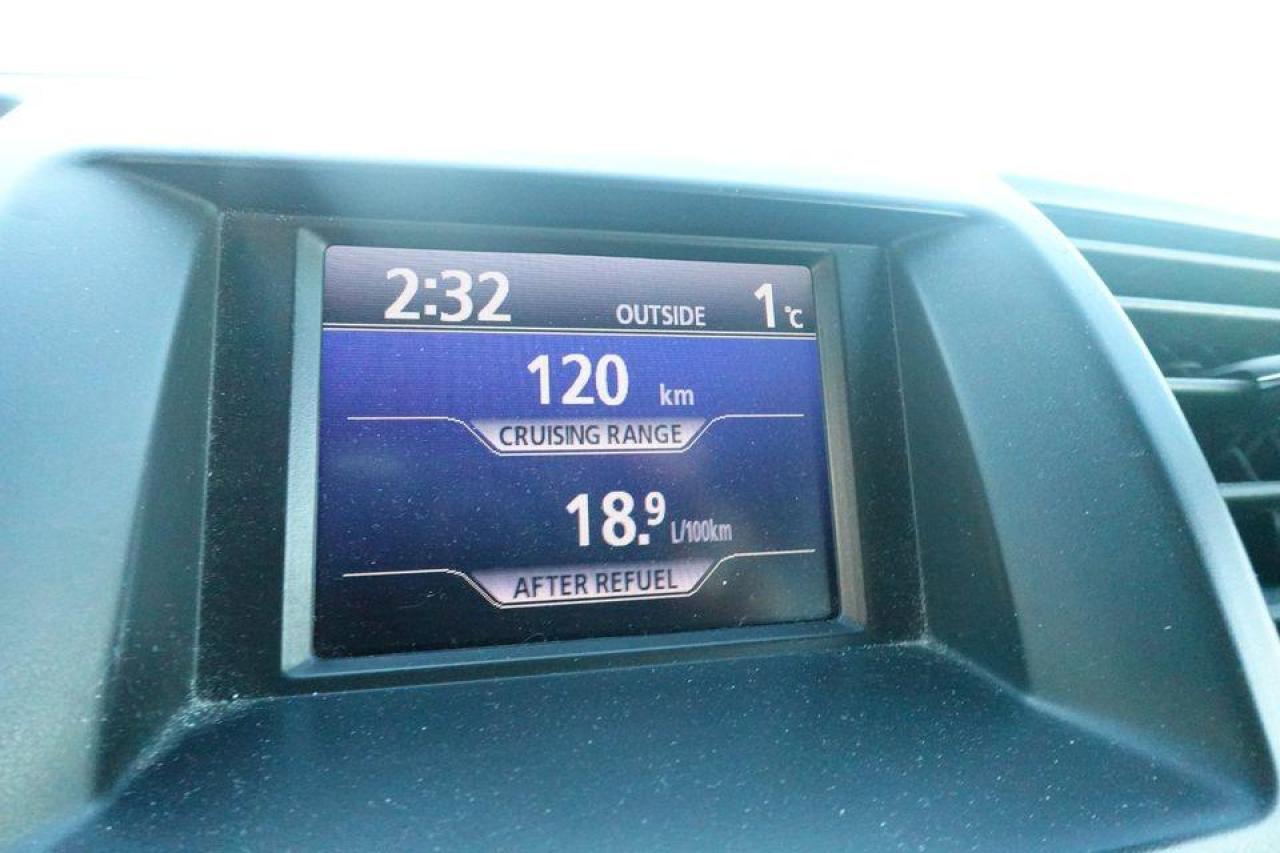 2:32 OUTSIDE 1°C
120 km
CRUISING RANGE
18.9 L/100km
AFTER REFUEL